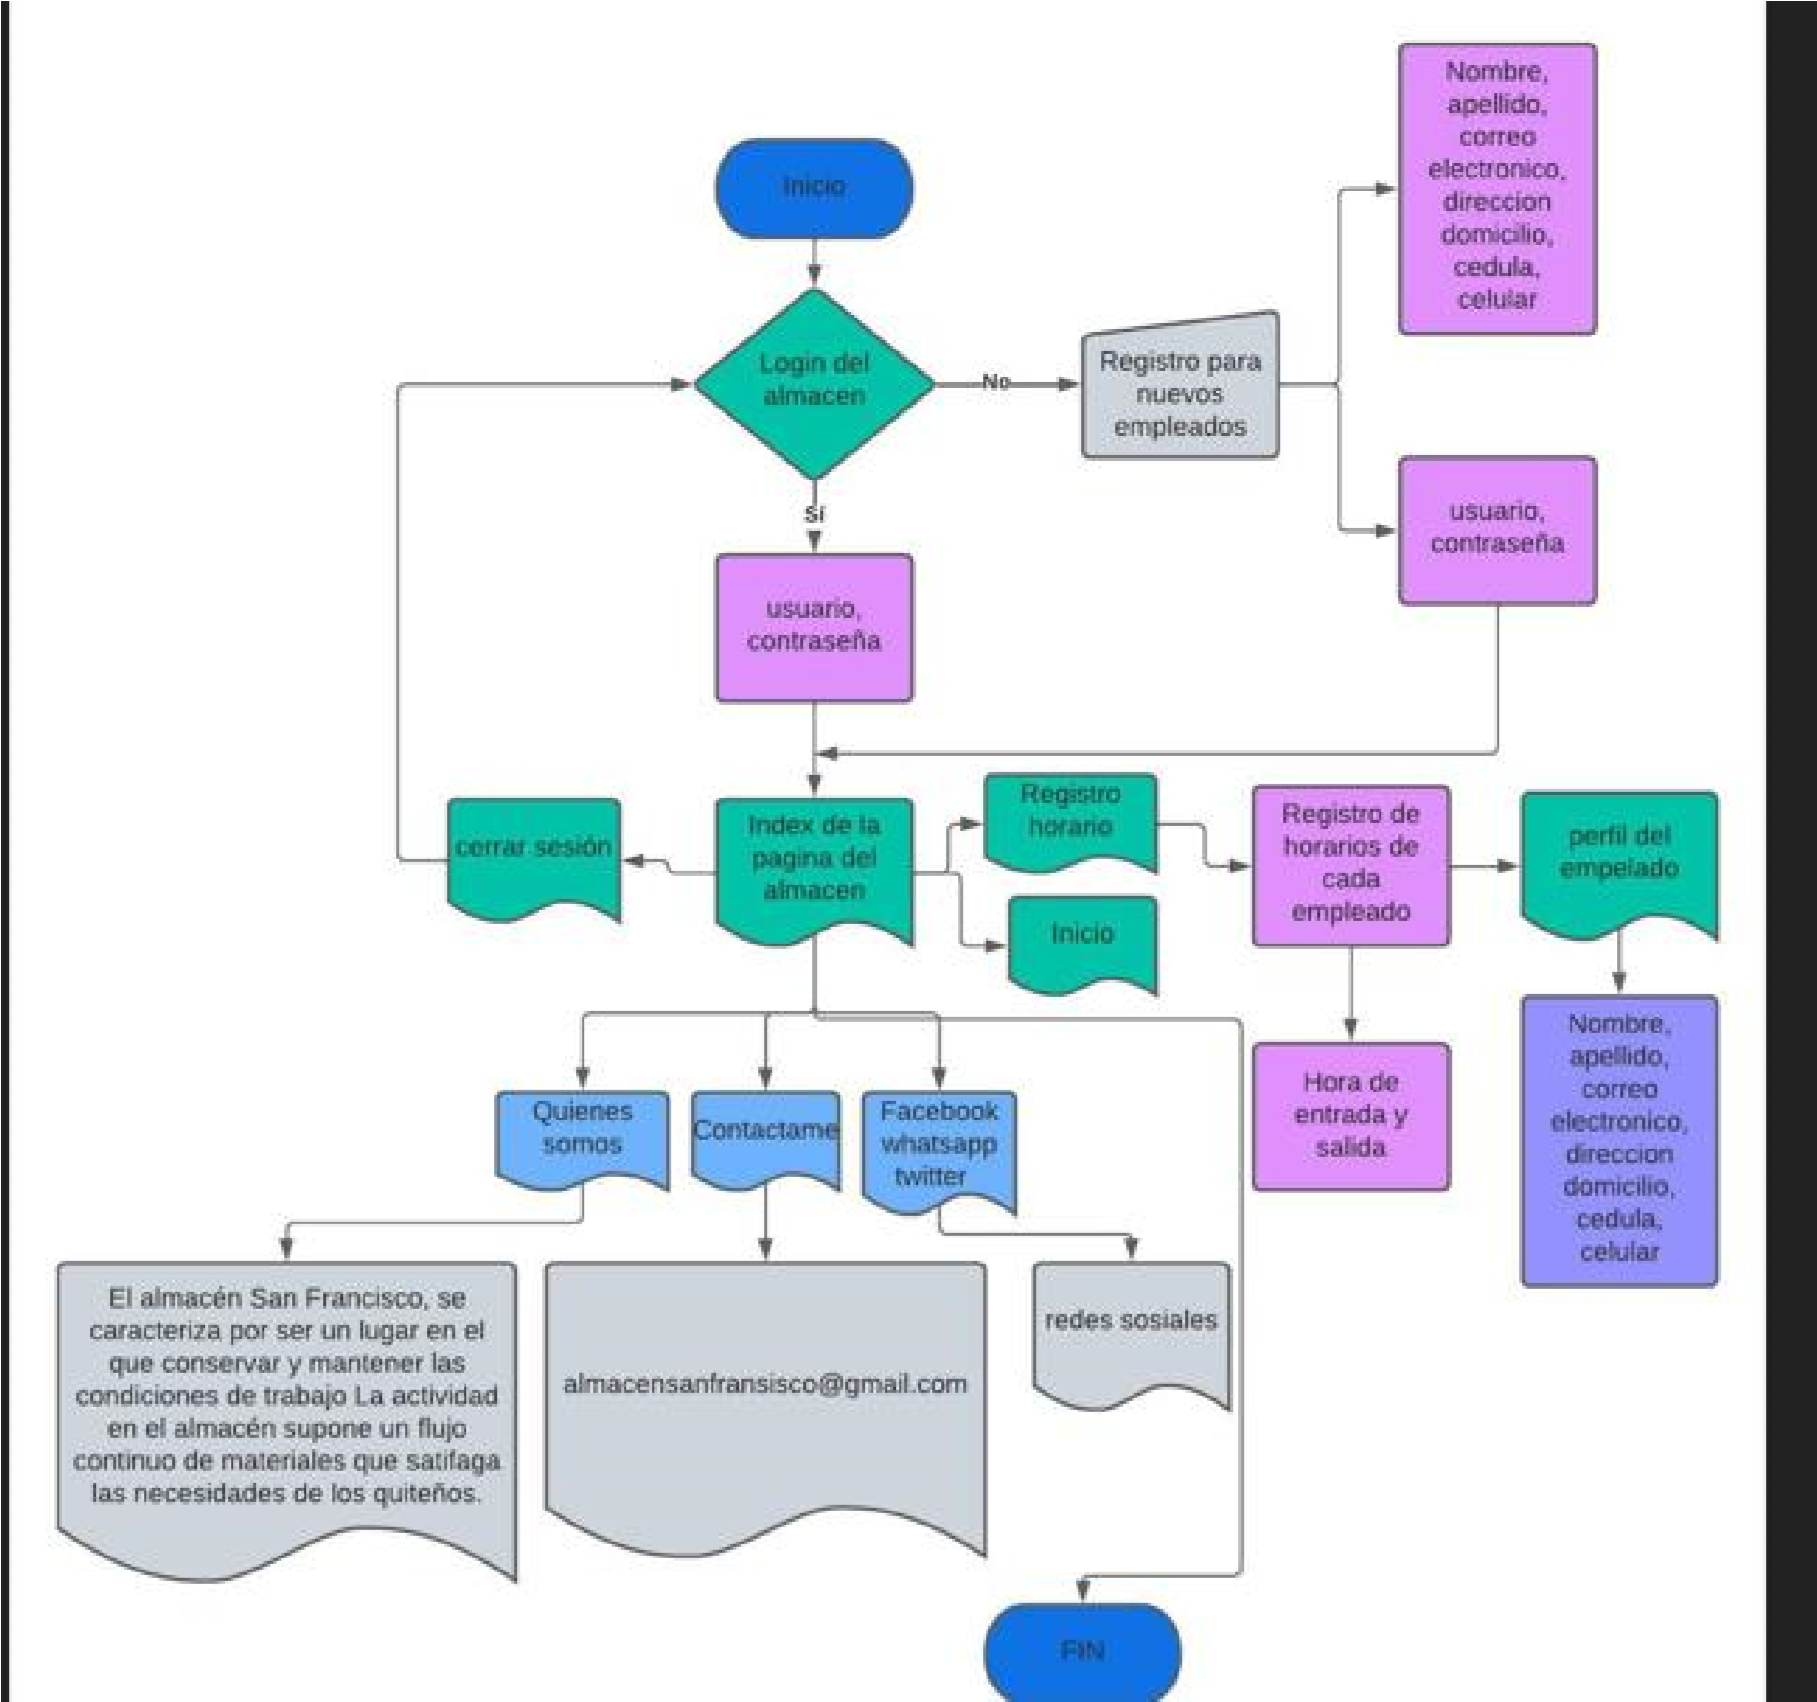 Nombre,
apellido,
correo
electronico,
direccion
domicilio,
cedula,
celular
Inicio
Login del
almacen
No
Registro para
nuevos
empleados
Sí
usuario,
contraseña
usuario,
contraseña
cerrar sesión
Index de la
pagina del
almacen
Registro
horario
Inicio
Registro de
horarios de
cada
empleado
perfil del
empelado
Hora de
entrada y
salida
Nombre,
apellido,
correo
electronico,
direccion
domicilio,
cedula,
celular
Quienes
somos
Contactame
Facebook
whatsapp
twitter
El almacén San Francisco, se
caracteriza por ser un lugar en el
que conservar y mantener las
condiciones de trabajo La actividad
en el almacén supone un flujo
continuo de materiales que satifaga
las necesidades de los quiteños.
almacensanfransisco@gmail.com
redes sosiales
FIN